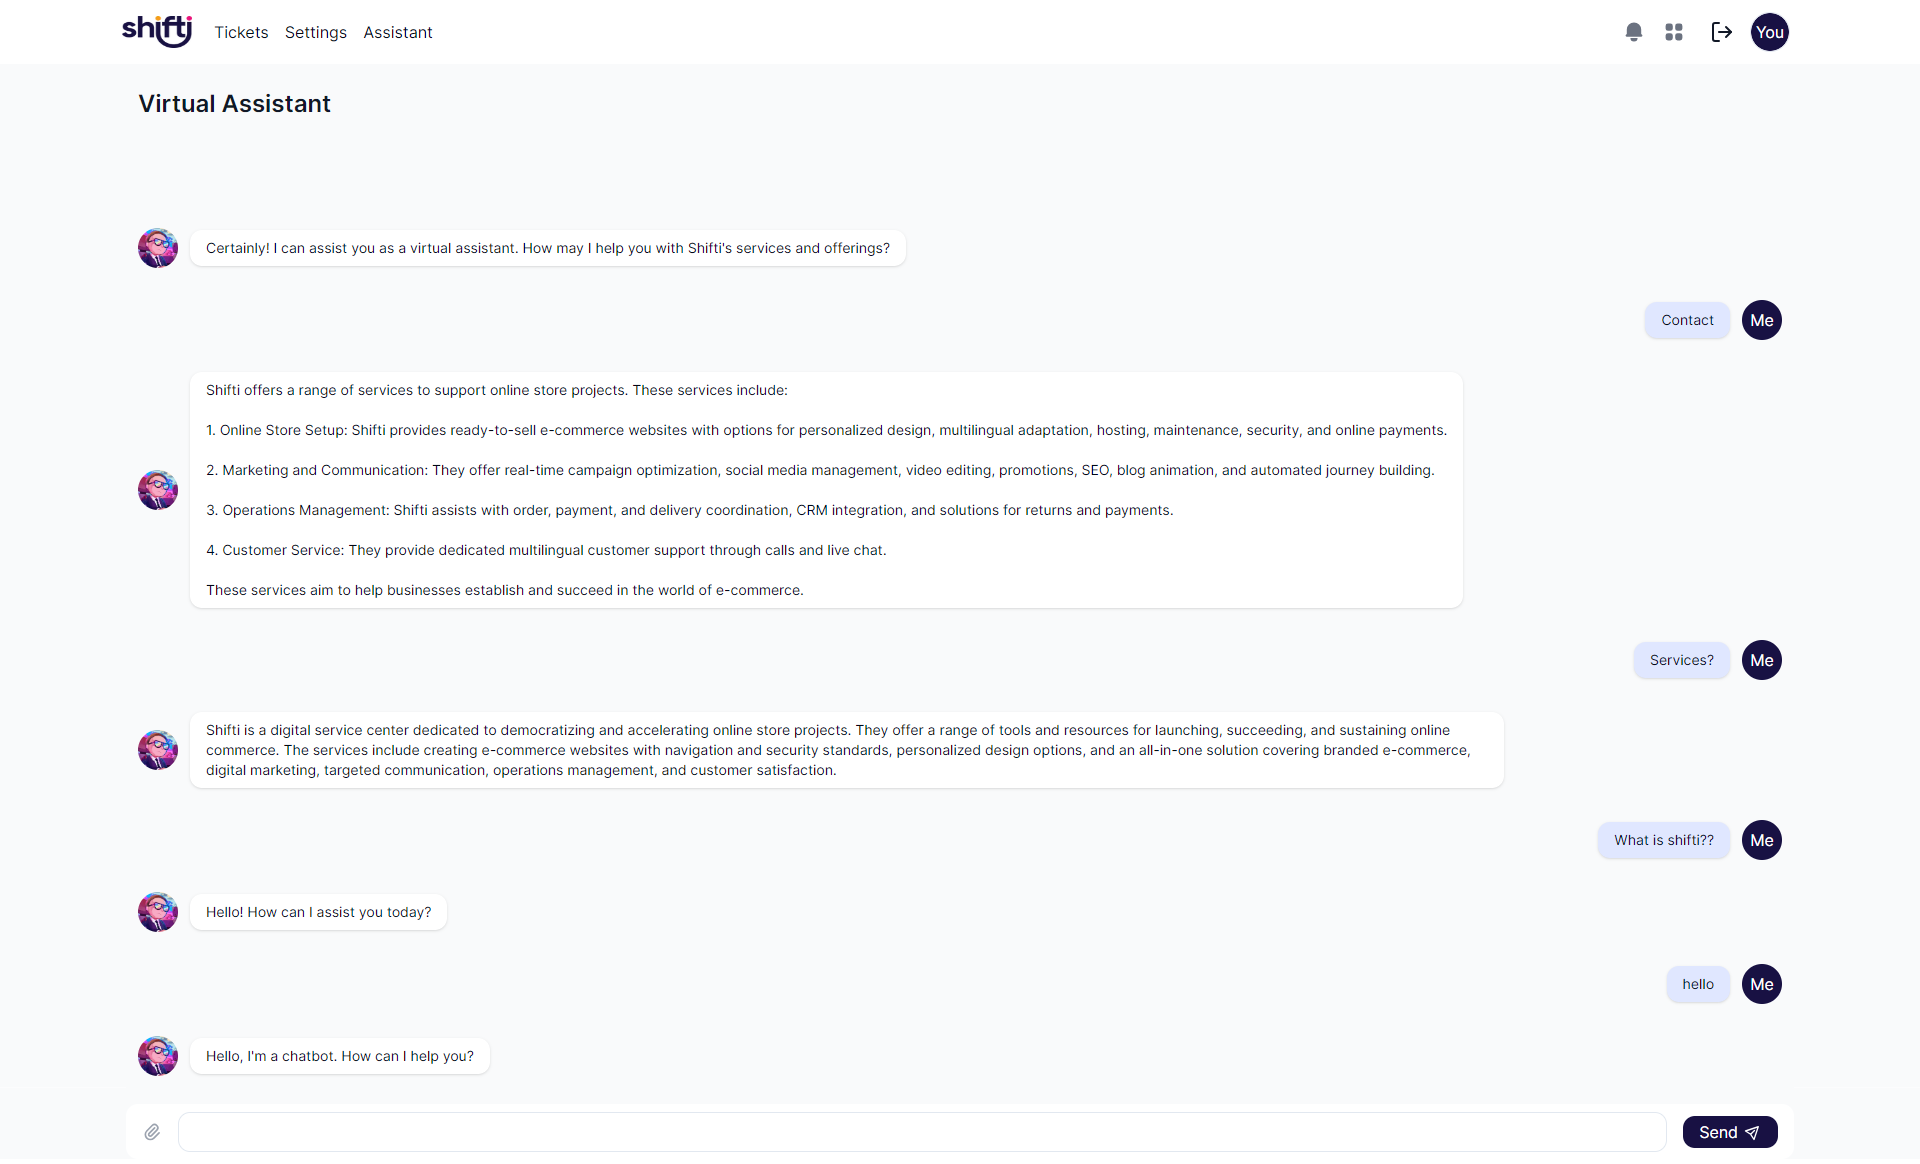 shifti
Tickets
Settings
Assistant
You
Virtual Assistant
Certainly! I can assist you as a virtual assistant. How may I help you with Shifti's services and offerings?
Contact
Me
Shifti offers a range of services to support online store projects. These services include:
1. Online Store Setup: Shifti provides ready-to-sell e-commerce websites with options for personalized design, multilingual adaptation, hosting, maintenance, security, and online payments.
2. Marketing and Communication: They offer real-time campaign optimization, social media management, video editing, promotions, SEO, blog animation, and automated journey building.
3. Operations Management: Shifti assists with order, payment, and delivery coordination, CRM integration, and solutions for returns and payments.
4. Customer Service: They provide dedicated multilingual customer support through calls and live chat.
These services aim to help businesses establish and succeed in the world of e-commerce.
Services?
Me
Shifti is a digital service center dedicated to democratizing and accelerating online store projects. They offer a range of tools and resources for launching, succeeding, and sustaining online
commerce. The services include creating e-commerce websites with navigation and security standards, personalized design options, and an all-in-one solution covering branded e-commerce,
digital marketing, targeted communication, operations management, and customer satisfaction.
What is shifti??
Me
Hello! How can I assist you today?
hello
Me
Hello, I'm a chatbot. How can I help you?
Send